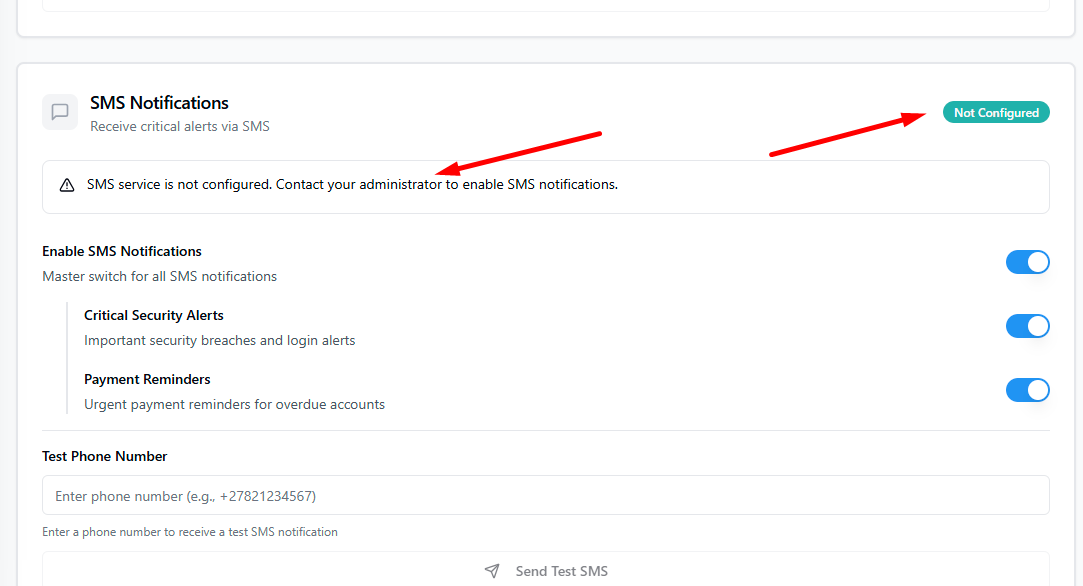 SMS Notifications
Receive critical alerts via SMS
Not Configured
SMS service is not configured. Contact your administrator to enable SMS notifications.
Enable SMS Notifications
Master switch for all SMS notifications
Critical Security Alerts
Important security breaches and login alerts
Payment Reminders
Urgent payment reminders for overdue accounts
Test Phone Number
Enter phone number (e.g., +27821234567)
Enter a phone number to receive a test SMS notification
Send Test SMS